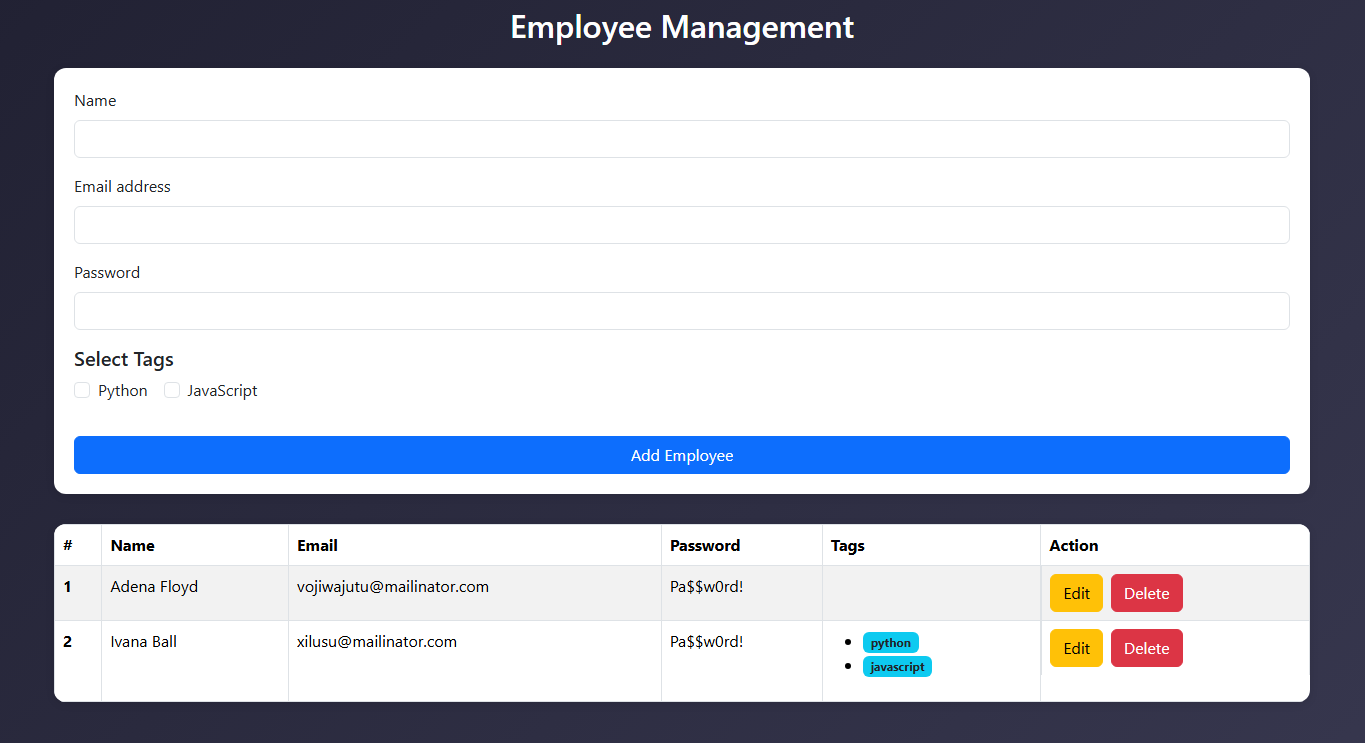 Employee Management
Name
Email address
Password
Select Tags
Python JavaScript
Add Employee
# Name Email Password Tags Action
1 Adena Floyd vojiwajutu@mailinator.com Pa$$w0rd! Edit Delete
2 Ivana Ball xilusu@mailinator.com Pa$$w0rd! python Edit Delete
javascript